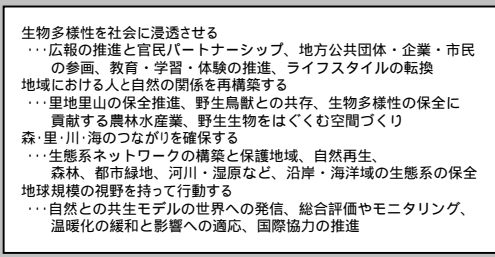 生物多様性を社会に浸透させる
･･･広報の推進と官民パートナーシップ、地方公共団体・企業・市民
の参画、教育・学習・体験の推進、ライフスタイルの転換
地域における人と自然の関係を再構築する
･･･里地里山の保全推進、野生鳥獣との共存、生物多様性の保全に
貢献する農林水産業、野生生物をはぐくむ空間づくり
森･里･川･海のつながりを確保する
･･･生態系ネットワークの構築と保護地域、自然再生、
森林、都市緑地、河川・湿原など、沿岸・海洋域の生態系の保全
地球規模の視野を持って行動する
･･･自然との共生モデルの世界への発信、総合評価やモニタリング、
温暖化の緩和と影響への適応、国際協力の推進